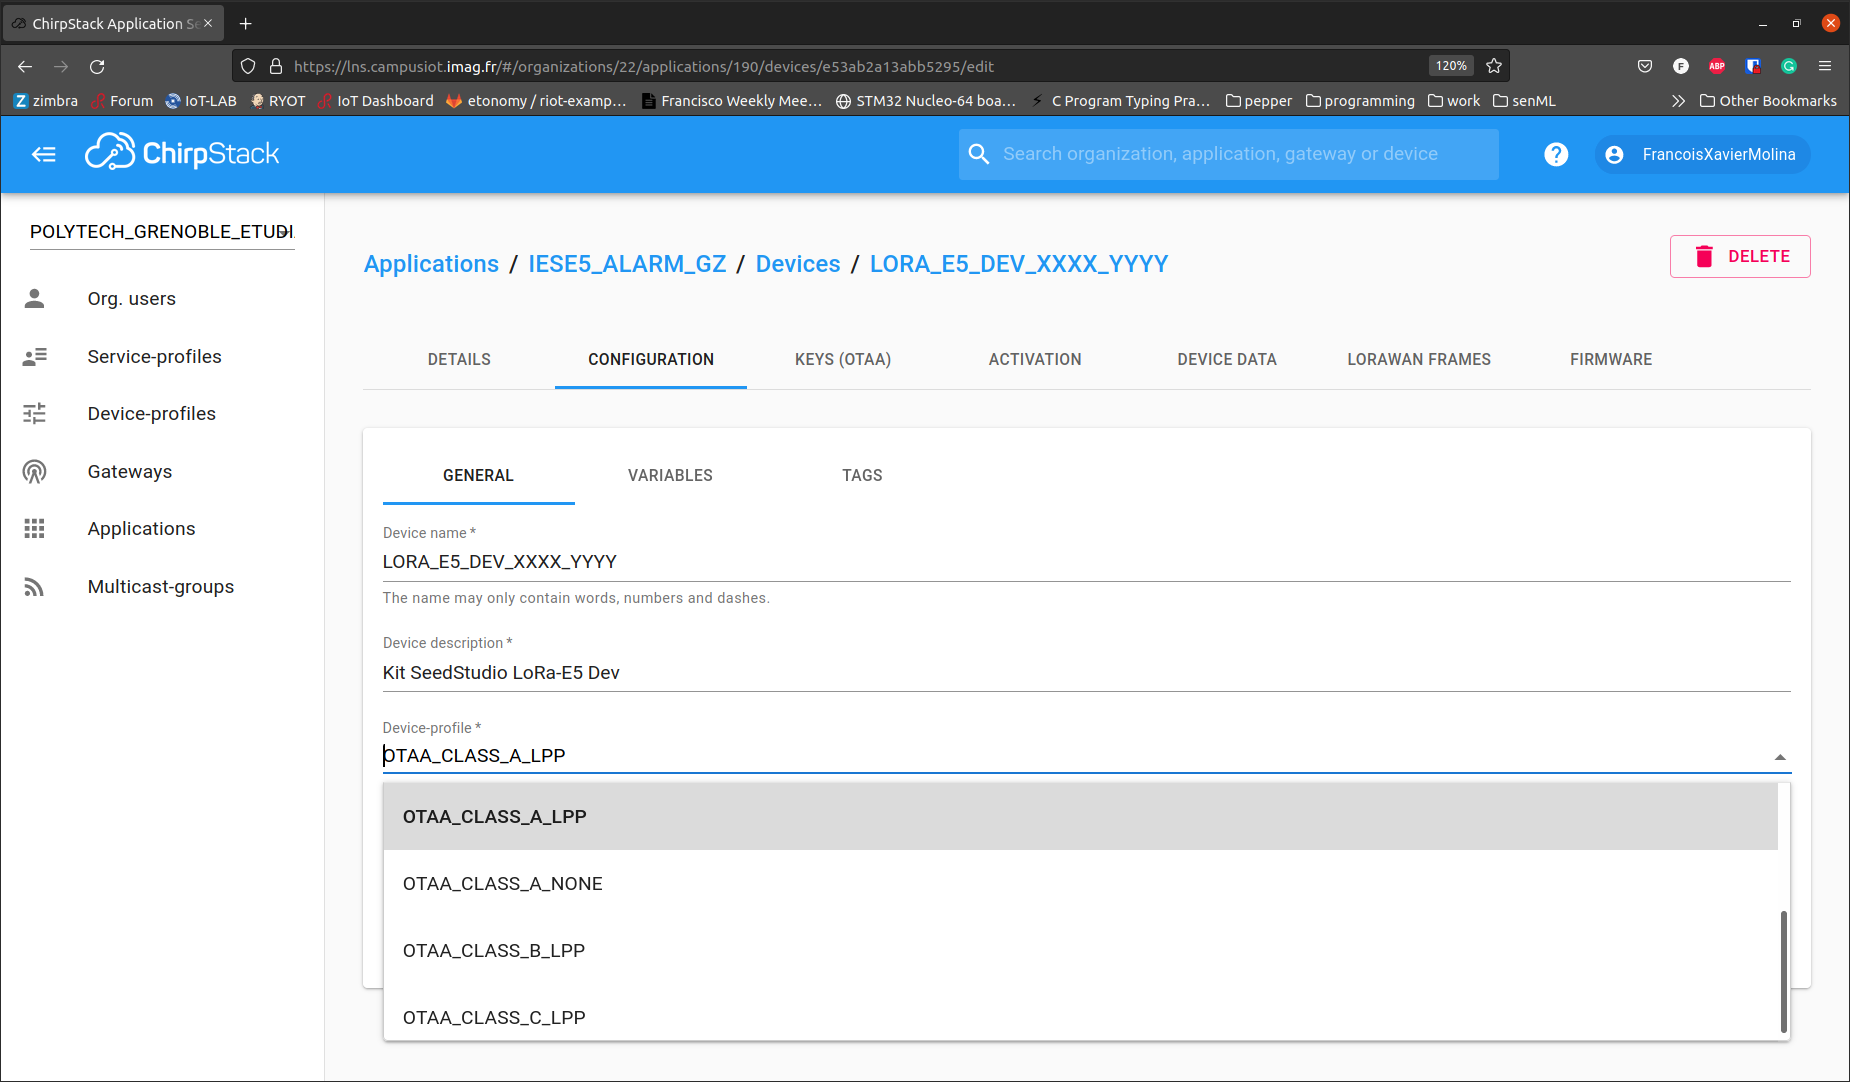 ChirpStack Application Se
https://lns.campusiot.imag.fr/#/organizations/22/applications/190/devices/e53ab2a13abb5295/edit
120%
F
ABP
zimbra
Forum
IoT-LAB
RYOT
IoT Dashboard
etonomy / riot-examp…
Francisco Weekly Mee…
STM32 Nucleo-64 boa…
C Program Typing Pra…
pepper
programming
work
senML
Other Bookmarks
ChirpStack
Search organization, application, gateway or device
?
FrancoisXavierMolina
POLYTECH_GRENOBLE_ETUDI
Org. users
Service-profiles
Device-profiles
Gateways
Applications
Multicast-groups
Applications / IESE5_ALARM_GZ / Devices / LORA_E5_DEV_XXXX_YYYY
DELETE
DETAILS
CONFIGURATION
KEYS (OTAA)
ACTIVATION
DEVICE DATA
LORAWAN FRAMES
FIRMWARE
GENERAL
VARIABLES
TAGS
Device name *
LORA_E5_DEV_XXXX_YYYY
The name may only contain words, numbers and dashes.
Device description *
Kit SeedStudio LoRa-E5 Dev
Device-profile *
OTAA_CLASS_A_LPP
OTAA_CLASS_A_LPP
OTAA_CLASS_A_NONE
OTAA_CLASS_B_LPP
OTAA_CLASS_C_LPP